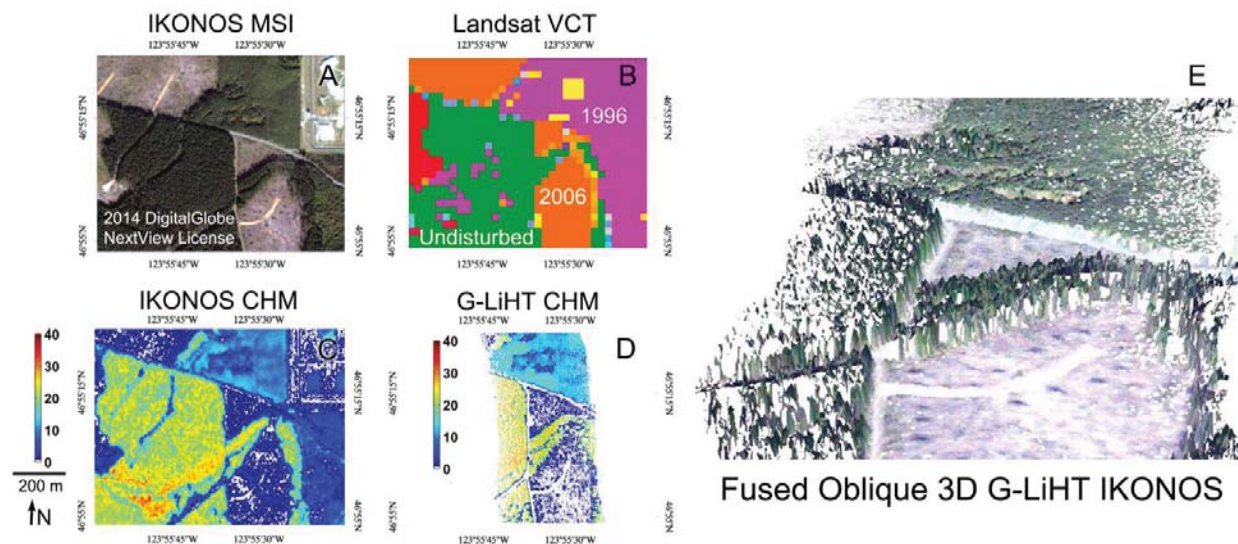 IKONOS MSI
123°55'45"W 123°55'30"W
46°55'15"N
46°55'N
A
2014 DigitalGlobe
NextView License
46°55'15"N
46°55'N
123°55'45"W 123°55'30"W
Landsat VCT
123°55'45"W 123°55'30"W
46°55'15"N
46°55'N
B
1996
2006
Undisturbed
46°55'15"N
46°55'N
123°55'45"W 123°55'30"W
IKONOS CHM
123°55'45"W 123°55'30"W
40
30
20
10
0
200 m
N
46°55'15"N
46°55'N
C
46°55'15"N
46°55'N
123°55'45"W 123°55'30"W
G-LiHT CHM
123°55'45"W 123°55'30"W
46°55'15"N
46°55'N
40
30
20
10
0
D
46°55'15"N
46°55'N
123°55'45"W 123°55'30"W
E
Fused Oblique 3D G-LiHT IKONOS